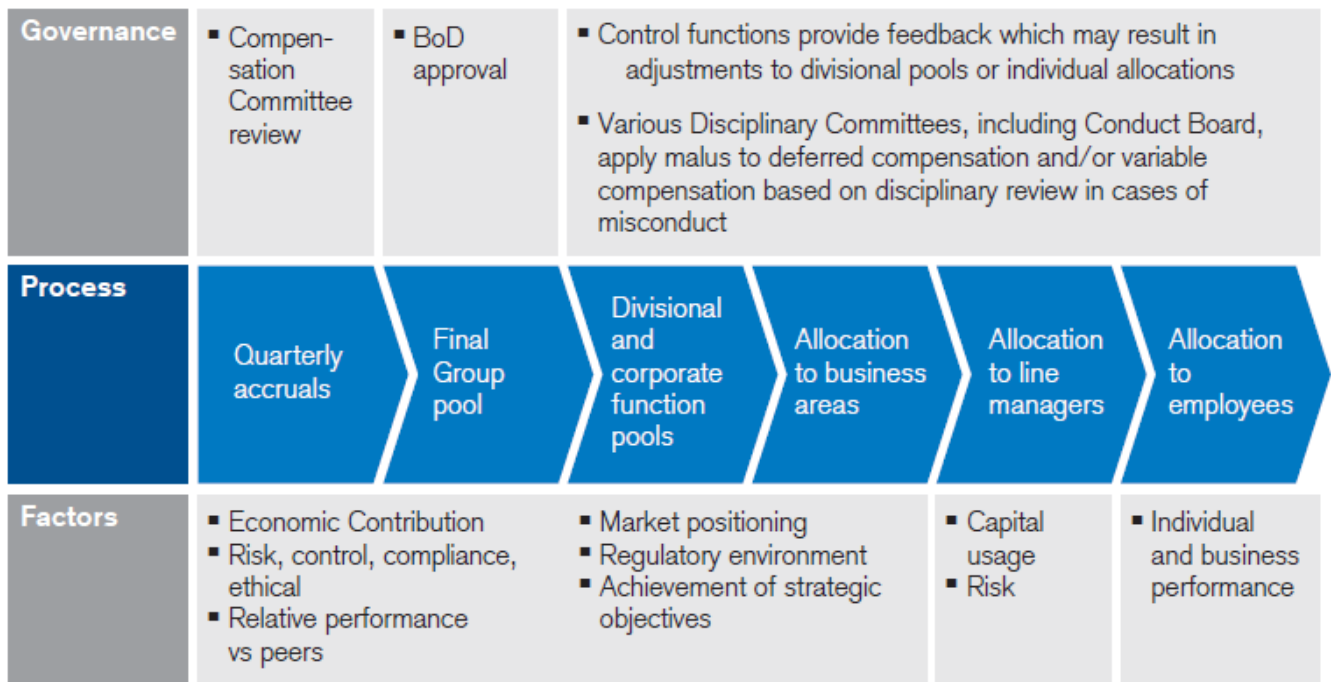 Governance
▪ Compen-
sation
Committee
review
▪ BoD
approval
▪ Control functions provide feedback which may result in
adjustments to divisional pools or individual allocations
▪ Various Disciplinary Committees, including Conduct Board,
apply malus to deferred compensation and/or variable
compensation based on disciplinary review in cases of
misconduct
Process
Quarterly
accruals
Final
Group
pool
Divisional
and
corporate
function
pools
Allocation
to business
areas
Allocation
to line
managers
Allocation
to
employees
Factors
▪ Economic Contribution
▪ Risk, control, compliance,
ethical
▪ Relative performance
vs peers
▪ Market positioning
▪ Regulatory environment
▪ Achievement of strategic
objectives
▪ Capital
usage
▪ Risk
▪ Individual
and business
performance